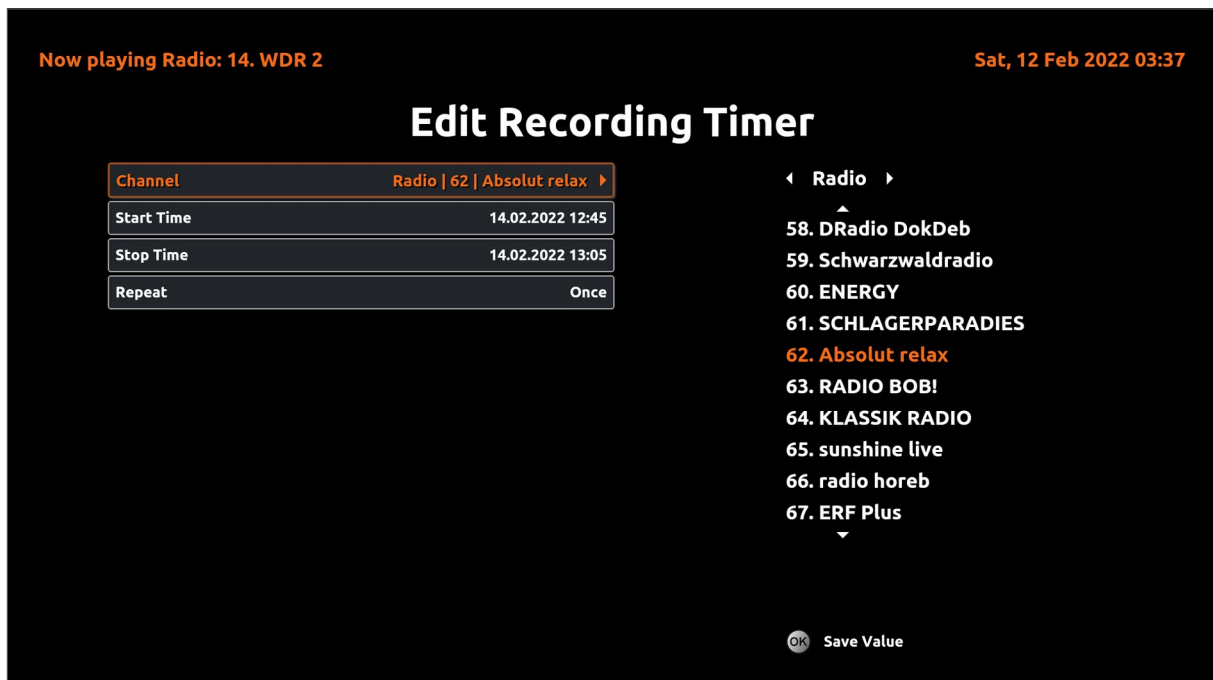 Now playing Radio: 14. WDR 2
Sat, 12 Feb 2022 03:37
Edit Recording Timer
Channel Radio | 62 | Absolut relax
Start Time 14.02.2022 12:45
Stop Time 14.02.2022 13:05
Repeat Once
Radio
58. DRadio DokDeb
59. Schwarzwaldradio
60. ENERGY
61. SCHLAGERPARADIES
62. Absolut relax
63. RADIO BOB!
64. KLASSIK RADIO
65. sunshine live
66. radio horeb
67. ERF Plus
OK Save Value